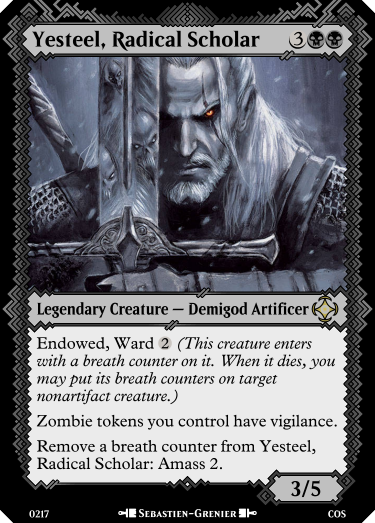 Yesteel, Radical Scholar 3
Legendary Creature — Demigod Artificer
Endowed, Ward 2 (This creature enters
with a breath counter on it. When it dies, you
may put its breath counters on target
nonartifact creature.)
Zombie tokens you control have vigilance.
Remove a breath counter from Yesteel,
Radical Scholar: Amass 2.
3/5
0217 Sebastien-Grenier COS